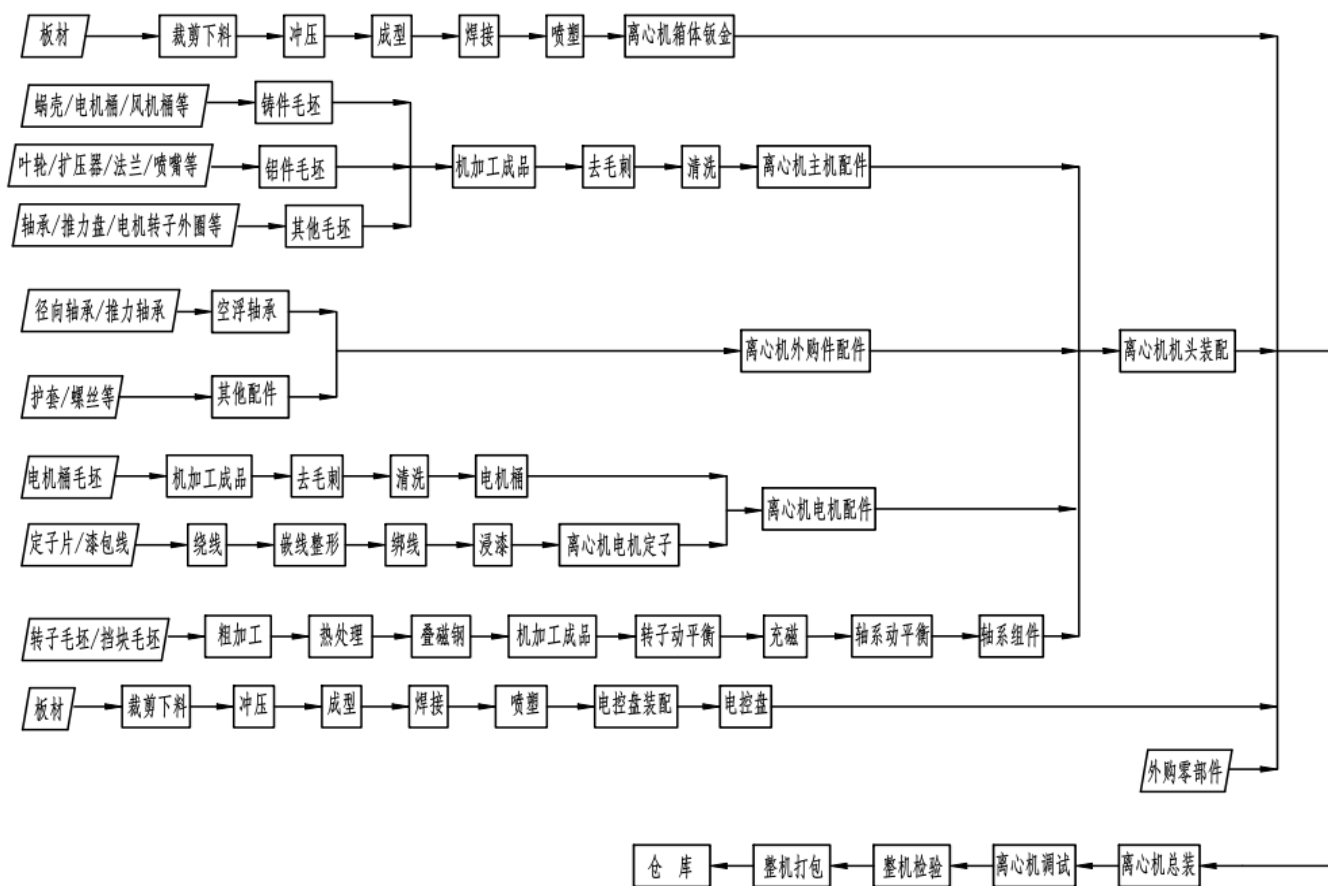 板材 裁剪下料 冲压 成型 焊接 喷塑 离心机箱体钣金
蜗壳/电机桶/风机桶等 铸件毛坯
叶轮/扩压器/法兰/喷嘴等 铝件毛坯 机加工成品 去毛刺 清洗 离心机主机配件
轴承/推力盘/电机转子外圈等 其他毛坯
径向轴承/推力轴承 空浮轴承
离心机外购件配件 离心机机头装配
护套/螺丝等 其他配件
电机桶毛坯 机加工成品 去毛刺 清洗 电机桶
离心机电机配件
定子片/漆包线 绕线 嵌线整形 绑线 浸漆 离心机电机定子
转子毛坯/挡块毛坯 粗加工 热处理 叠磁钢 机加工成品 转子动平衡 充磁 轴系动平衡 轴系组件
板材 裁剪下料 冲压 成型 焊接 喷塑 电控盘装配 电控盘
外购零部件
仓 库 整机打包 整机检验 离心机调试 离心机总装